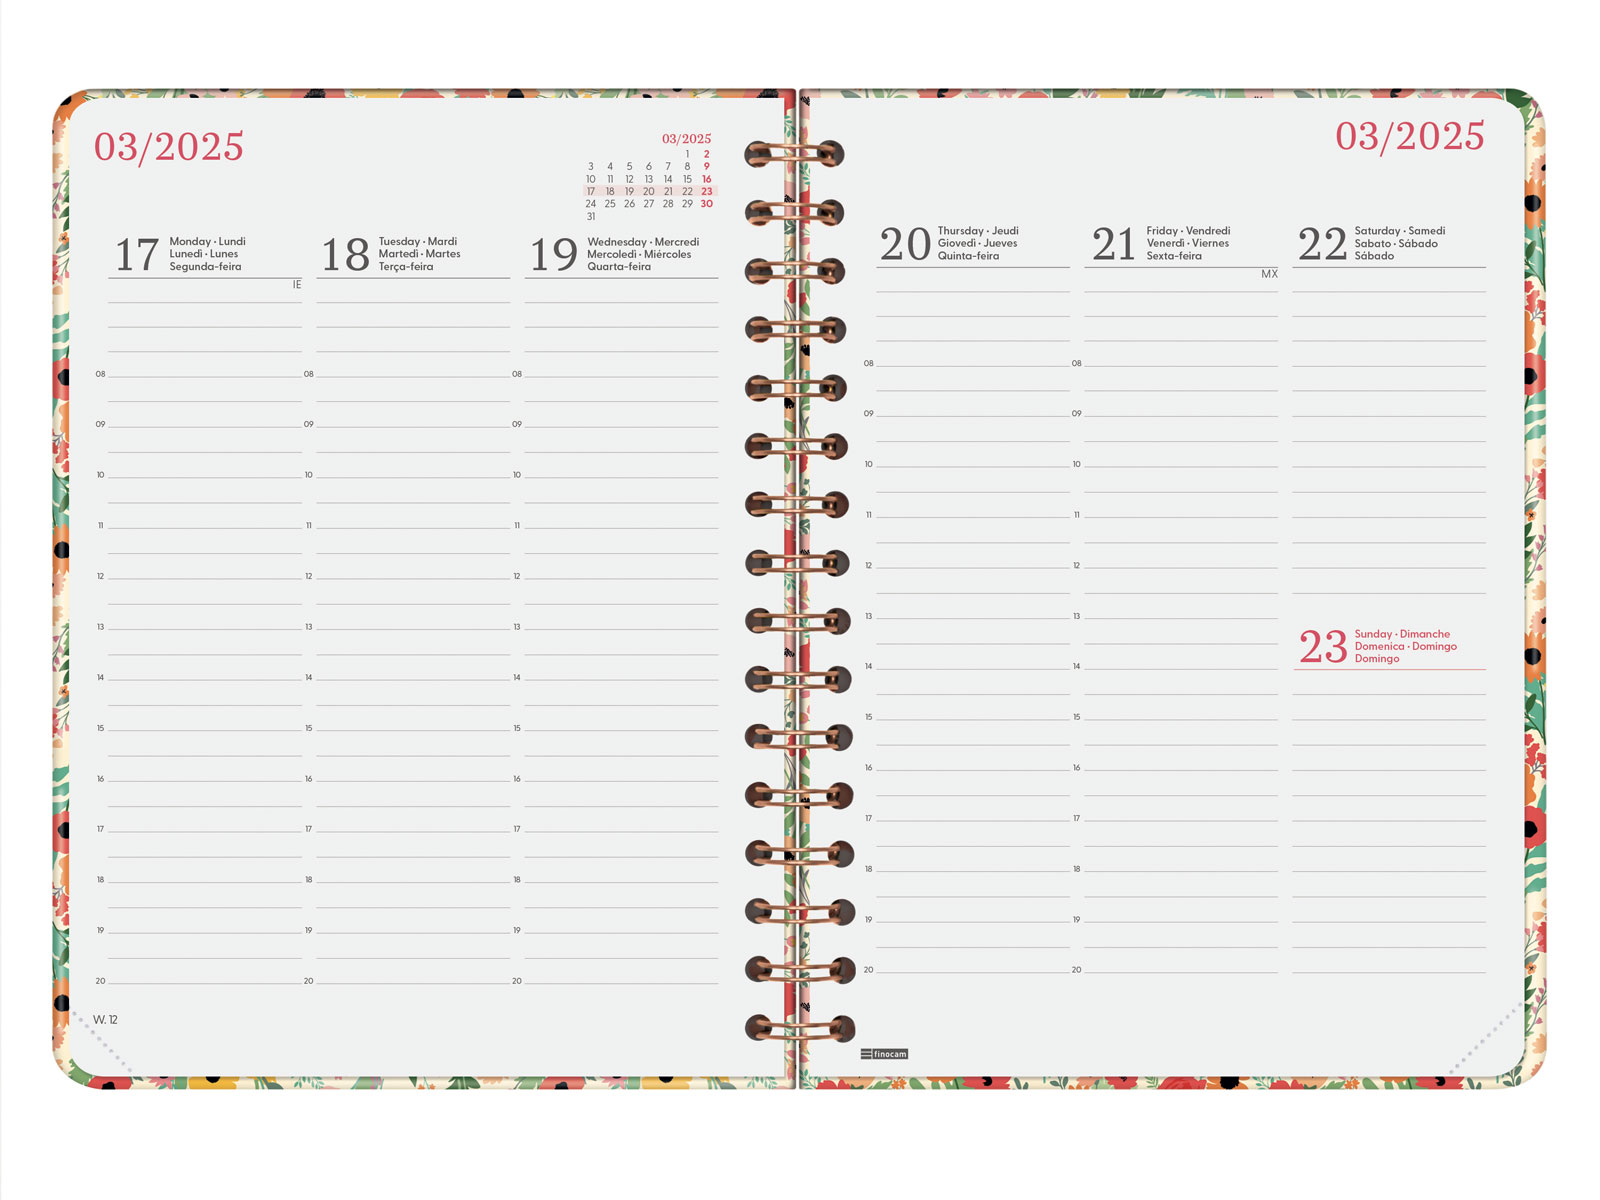 03/2025
03/2025
1 2
3 4 5 6 7 8 9
10 11 12 13 14 15 16
17 18 19 20 21 22 23
24 25 26 27 28 29 30
31
17
Monday · Lundi
Lunedì · Lunes
Segunda-feira
IE
08
09
10
11
12
13
14
15
16
17
18
19
20
18
Tuesday · Mardi
Martedì · Martes
Terça-feira
08
09
10
11
12
13
14
15
16
17
18
19
20
19
Wednesday · Mercredi
Mercoledì · Miércoles
Quarta-feira
08
09
10
11
12
13
14
15
16
17
18
19
20
W. 12
03/2025
20
Thursday · Jeudi
Giovedì · Jueves
Quinta-feira
08
09
10
11
12
13
14
15
16
17
18
19
20
21
Friday · Vendredi
Venerdì · Viernes
Sexta-feira
MX
08
09
10
11
12
13
14
15
16
17
18
19
20
22
Saturday · Samedi
Sabato · Sábado
Sábado
23
Sunday · Dimanche
Domenica · Domingo
Domingo
finocam